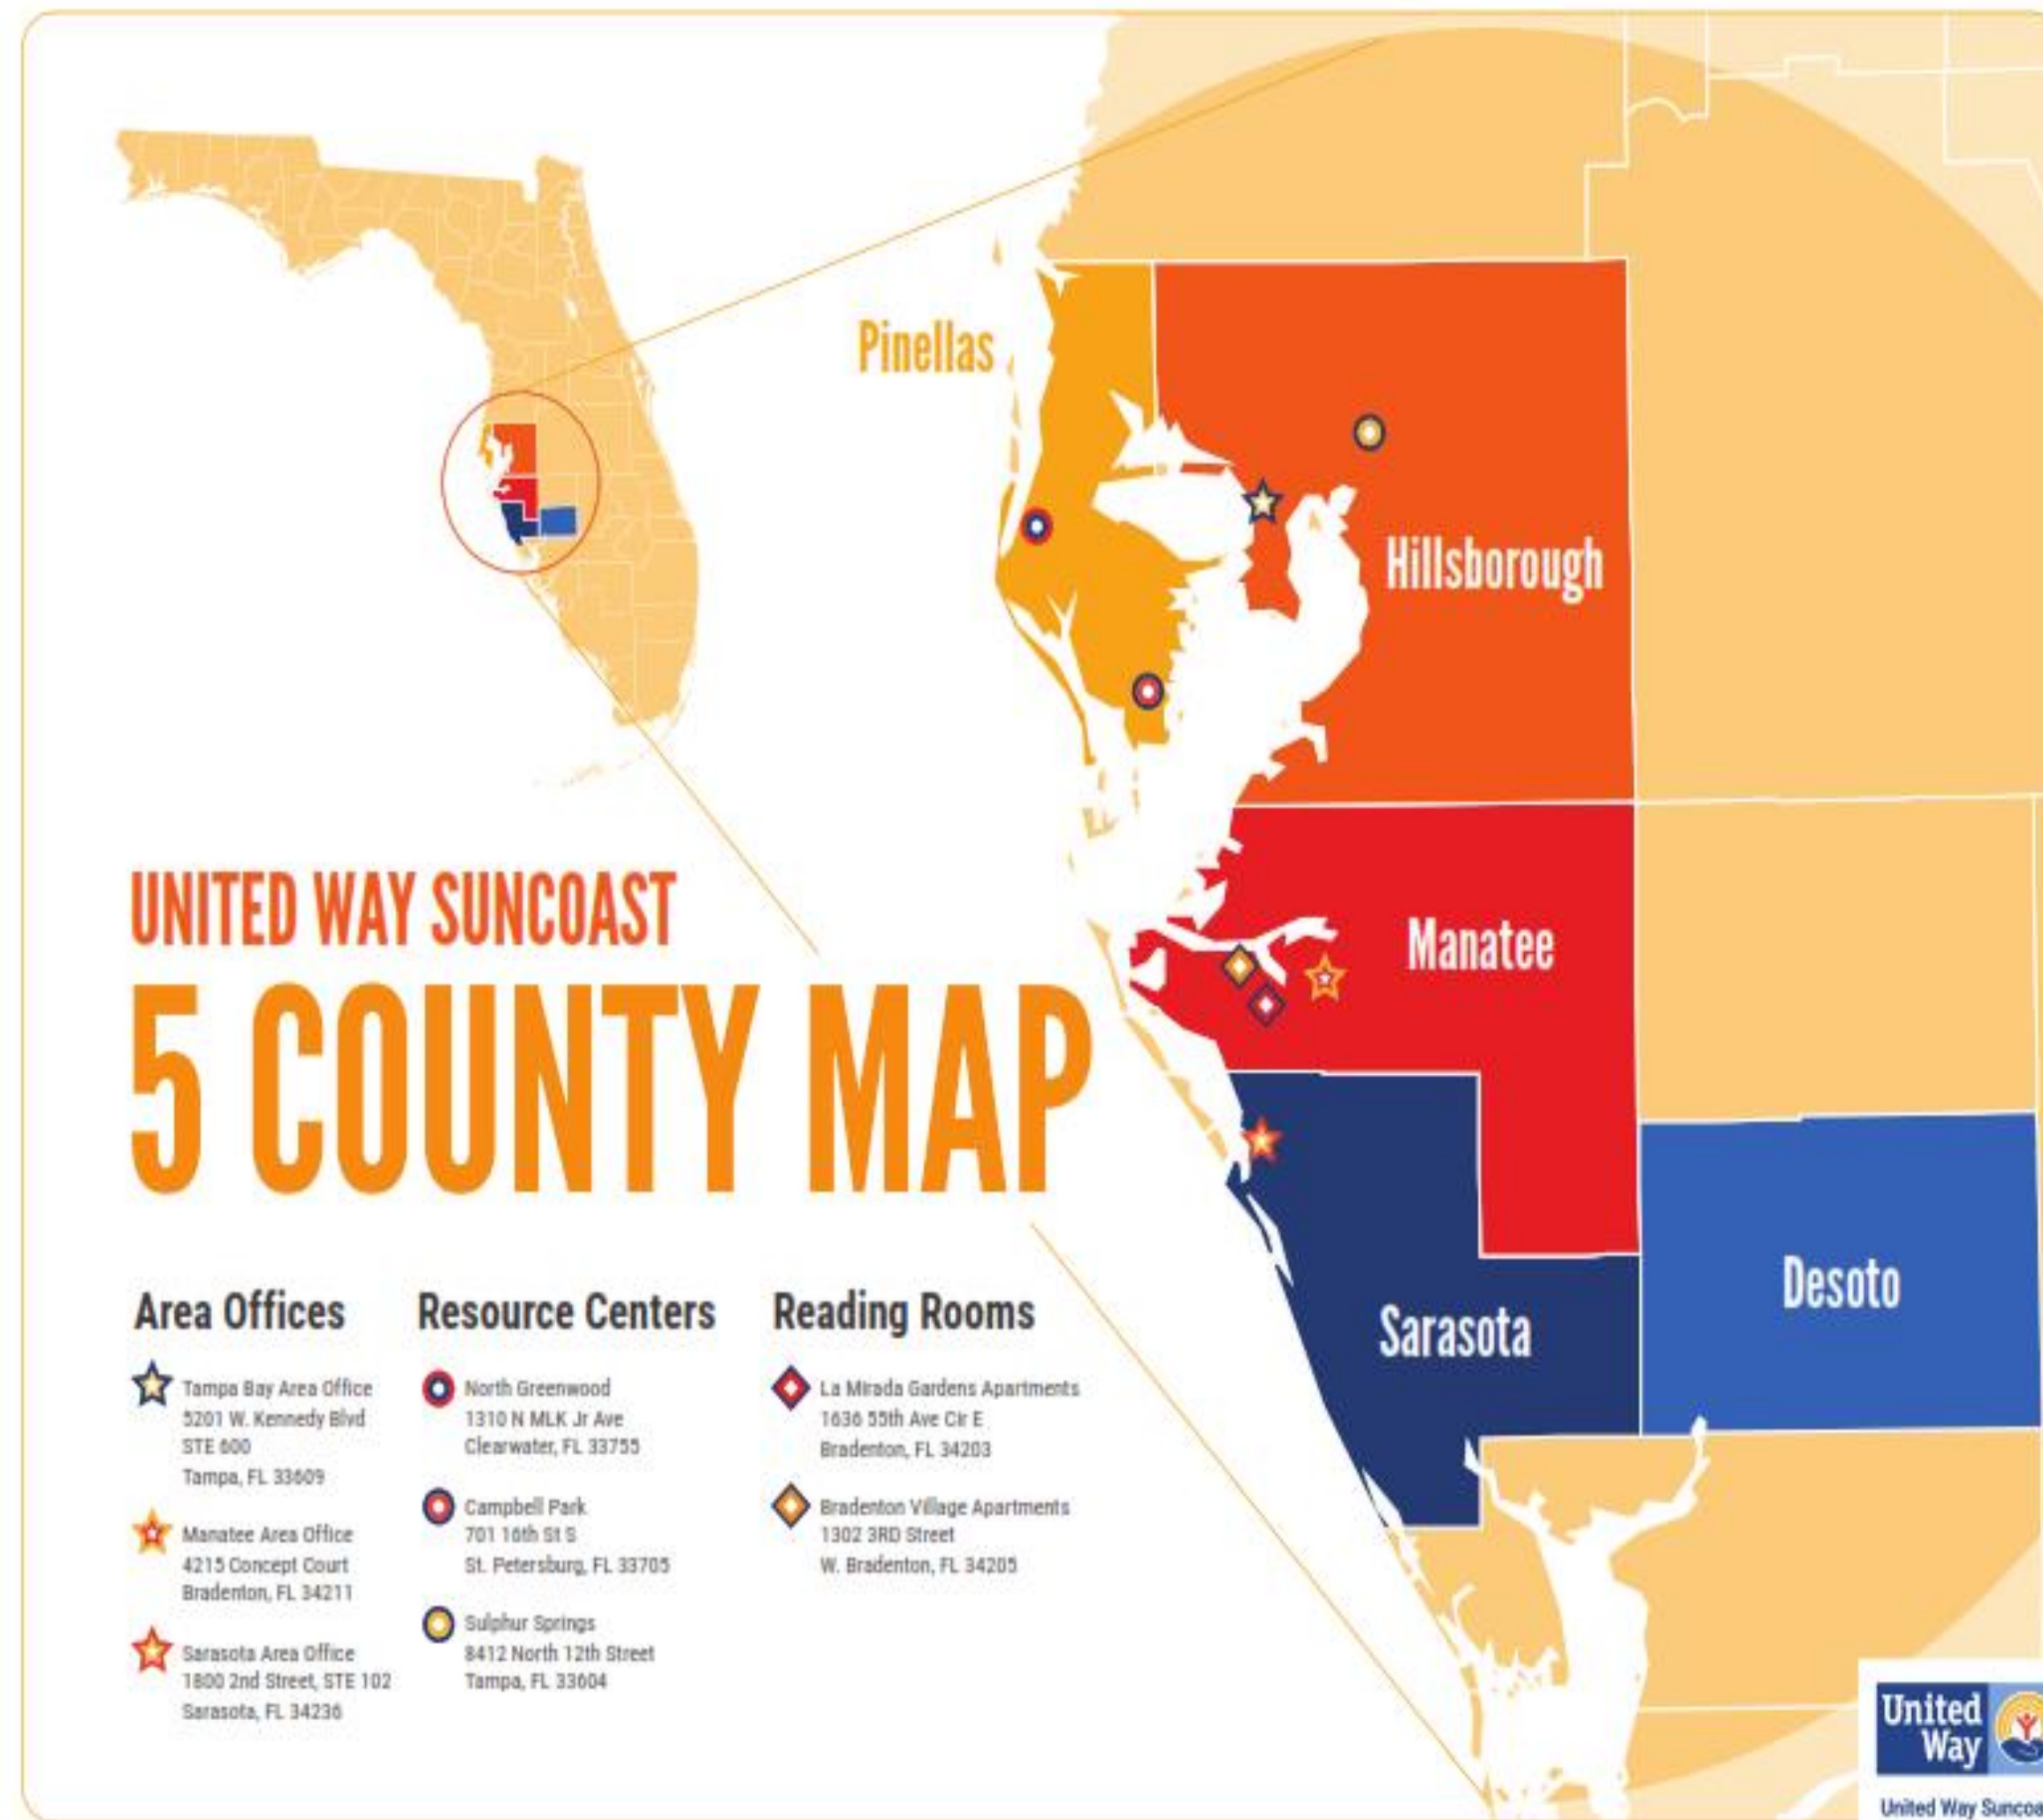 Pinellas
Hillsborough
UNITED WAY SUNCOAST
5 COUNTY MAP
Manatee
Sarasota
Desoto
Area Offices
Tampa Bay Area Office
5201 W. Kennedy Blvd
STE 600
Tampa, FL 33609
Manatee Area Office
4215 Concept Court
Bradenton, FL 34211
Sarasota Area Office
1800 2nd Street, STE 102
Sarasota, FL 34236
Resource Centers
North Greenwood
1310 N MLK Jr Ave
Clearwater, FL 33755
Campbell Park
701 16th St S
St. Petersburg, FL 33705
Sulphur Springs
8412 North 12th Street
Tampa, FL 33604
Reading Rooms
La Mirada Gardens Apartments
1636 55th Ave Cir E
Bradenton, FL 34203
Bradenton Village Apartments
1302 3RD Street
W. Bradenton, FL 34205
United
Way
United Way